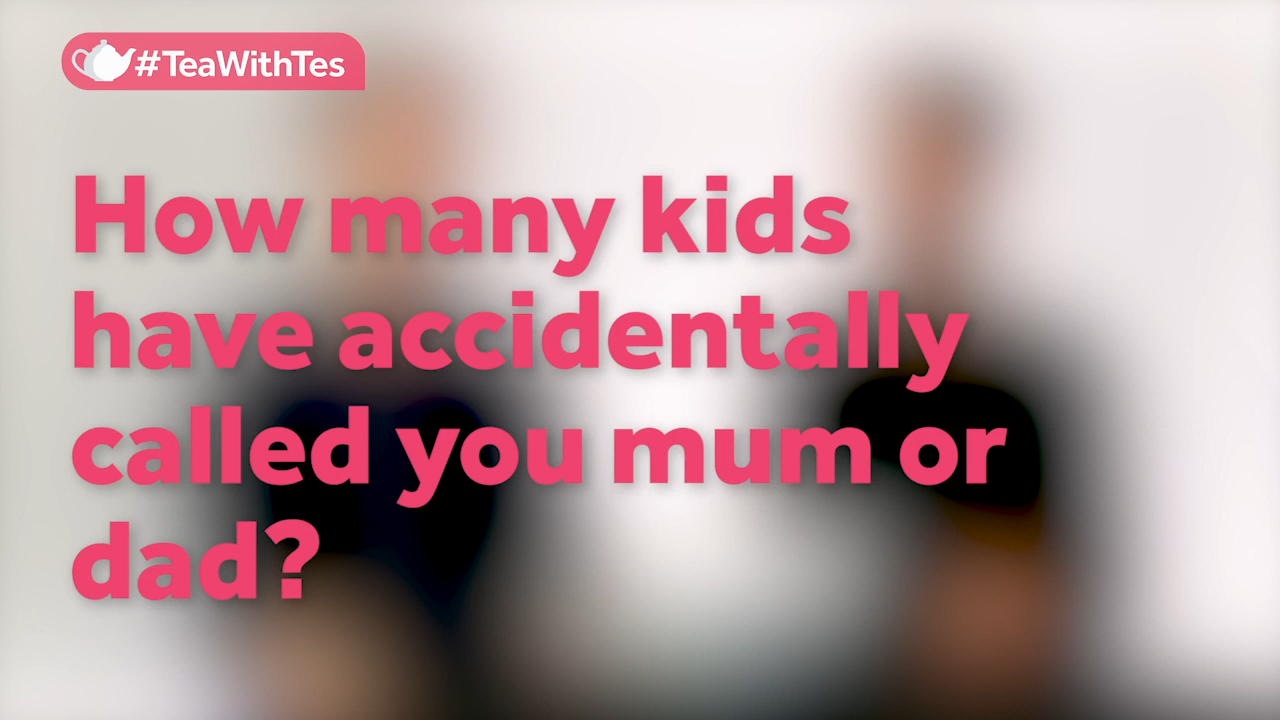 #TeaWithTes
How many kids
have accidentally
called you mum or
dad?